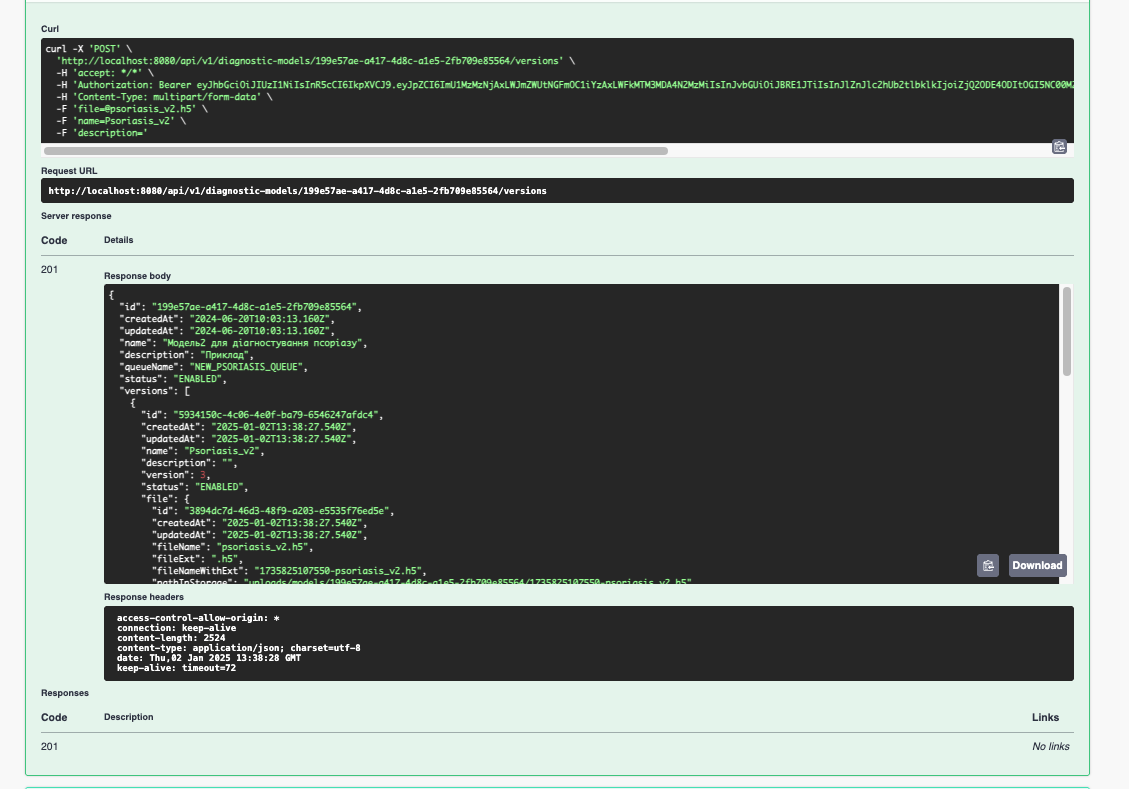 Curl
curl -X 'POST' \
'http://localhost:8080/api/v1/diagnostic-models/199e57ae-a417-4d8c-a1e5-2fb709e85564/versions' \
-H 'accept: */*' \
-H 'Authorization: Bearer
-H 'Content-Type: multipart/form-data' \
-F 'file=@psoriasis_v2.h5' \
-F 'name=Psoriasis_v2' \
-F 'description='
Request URL
http://localhost:8080/api/v1/diagnostic-models/199e57ae-a417-4d8c-a1e5-2fb709e85564/versions
Server response
Code Details
201
Response body
{
"id": "199e57ae-a417-4d8c-a1e5-2fb709e85564",
"createdAt": "2024-06-20T10:03:13.160Z",
"updatedAt": "2024-06-20T10:03:13.160Z",
"name": "Модель2 для діагностування псоріазу",
"description": "Приклад",
"queueName": "NEW_PSORIASIS_QUEUE",
"status": "ENABLED",
"versions": [
{
"id": "5934150c-4c06-4e0f-ba79-6546247afdc4",
"createdAt": "2025-01-02T13:38:27.540Z",
"updatedAt": "2025-01-02T13:38:27.540Z",
"name": "Psoriasis_v2",
"description": "",
"version": 3,
"status": "ENABLED",
"file": {
"id": "3894dc7d-46d3-48f9-a203-e5535f76ed5e",
"createdAt": "2025-01-02T13:38:27.540Z",
"updatedAt": "2025-01-02T13:38:27.540Z",
"fileName": "psoriasis_v2.h5",
"fileExt": ".h5",
"fileNameWithExt": "1735825107550-psoriasis_v2.h5",
"pathInStorage": "uploads/models/199e57ae-a417-4d8c-a1e5-2fb709e85564/1735825107550-psoriasis_v2.h5"
Download
Response headers
access-control-allow-origin: *
connection: keep-alive
content-length: 2524
content-type: application/json; charset=utf-8
date: Thu,02 Jan 2025 13:38:28 GMT
keep-alive: timeout=72
Responses
Code Description Links
201 No links